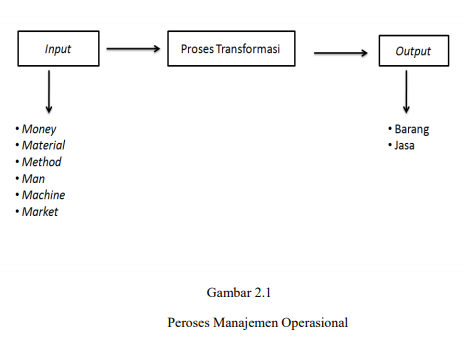 Input
Proses Transformasi
Output
• Money
• Material
• Method
• Man
• Machine
• Market
• Barang
• Jasa
Gambar 2.1
Peroses Manajemen Operasional